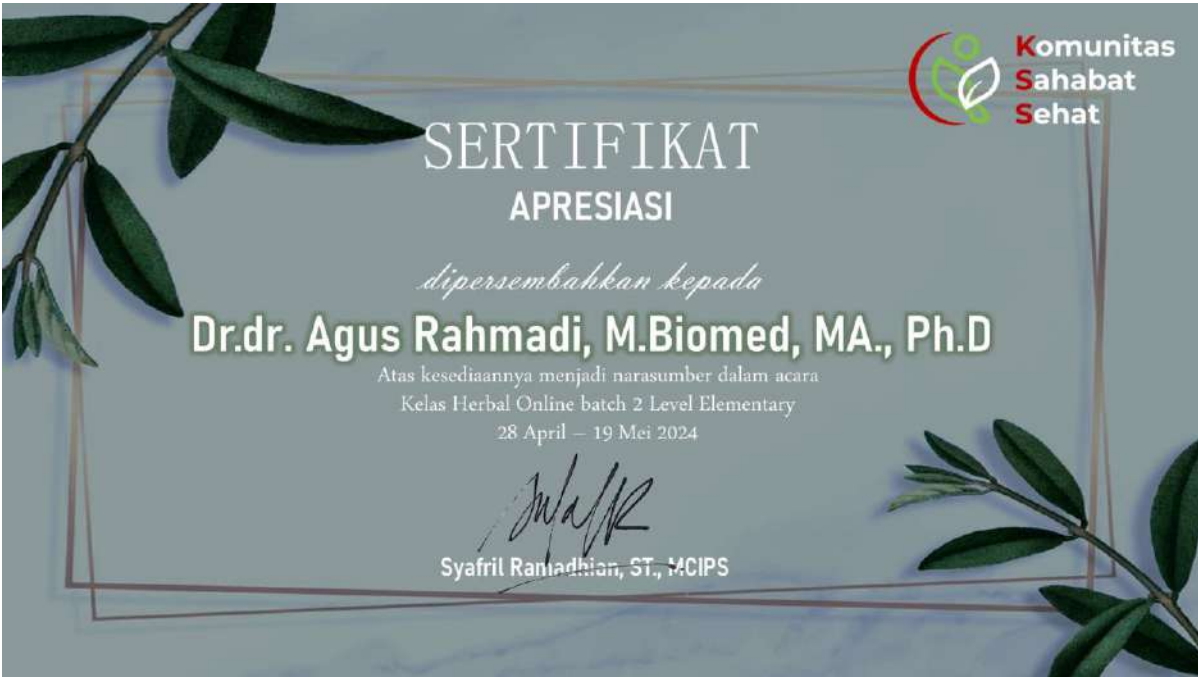 Komunitas
Sahabat
Sehat
SERTIFIKAT
APRESIASI
dipersembahkan kepada
Dr.dr. Agus Rahmadi, M.Biomed, MA., Ph.D
Atas kesediaannya menjadi narasumber dalam acara
Kelas Herbal Online batch 2 Level Elementary
28 April – 19 Mei 2024
Syafril Ramadhian, ST., MCIPS